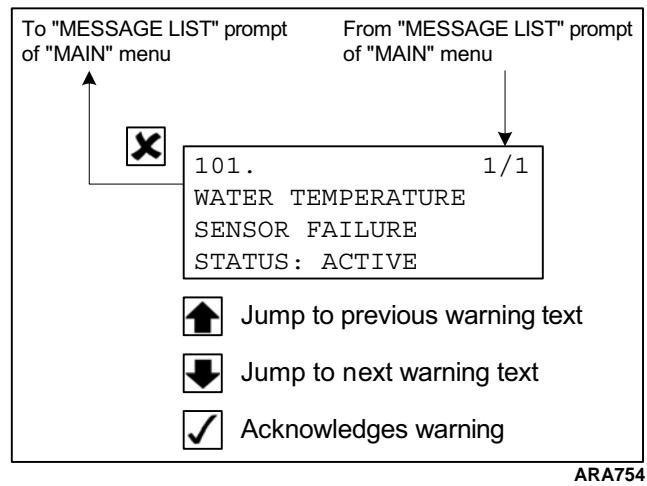 To "MESSAGE LIST" prompt
of "MAIN" menu
From "MESSAGE LIST" prompt
of "MAIN" menu
101. 1/1
WATER TEMPERATURE
SENSOR FAILURE
STATUS: ACTIVE
Jump to previous warning text
Jump to next warning text
Acknowledges warning
ARA754